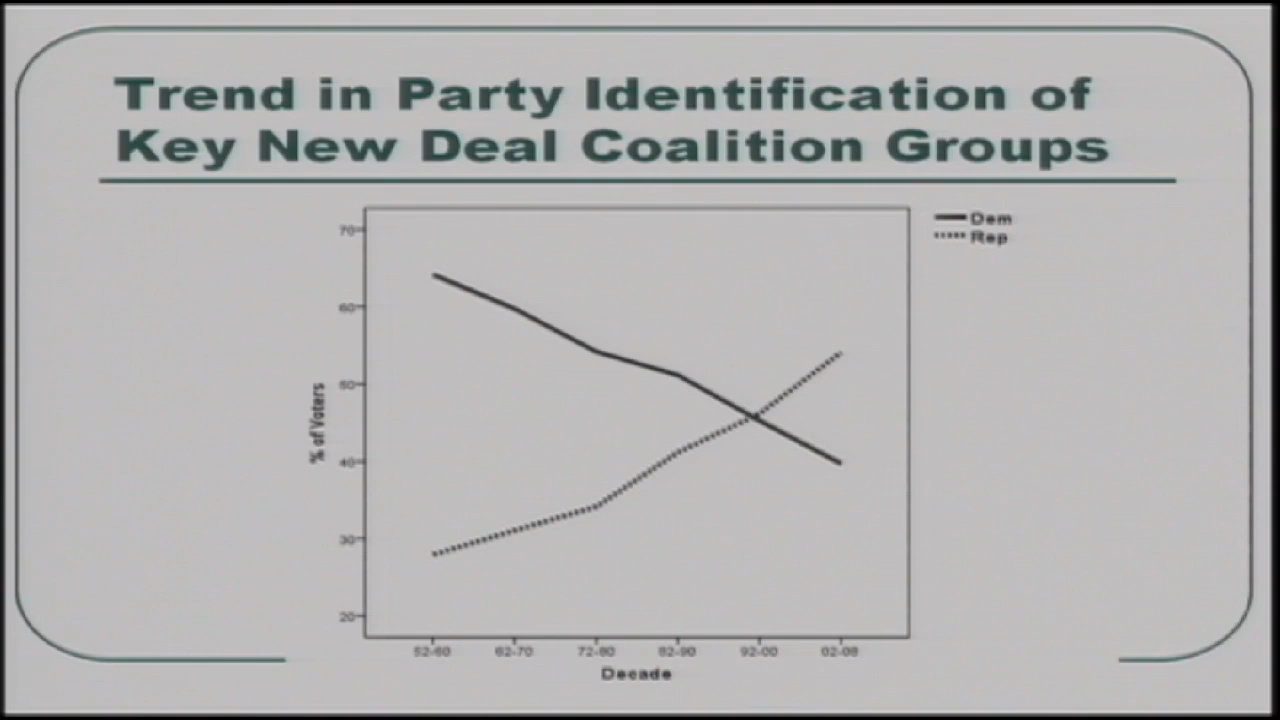 Trend in Party Identification of
Key New Deal Coalition Groups
Dem
Rep
70
60
50
40
30
20
% of Voters
52-60
62-70
72-80
82-90
92-00
02-08
Decade